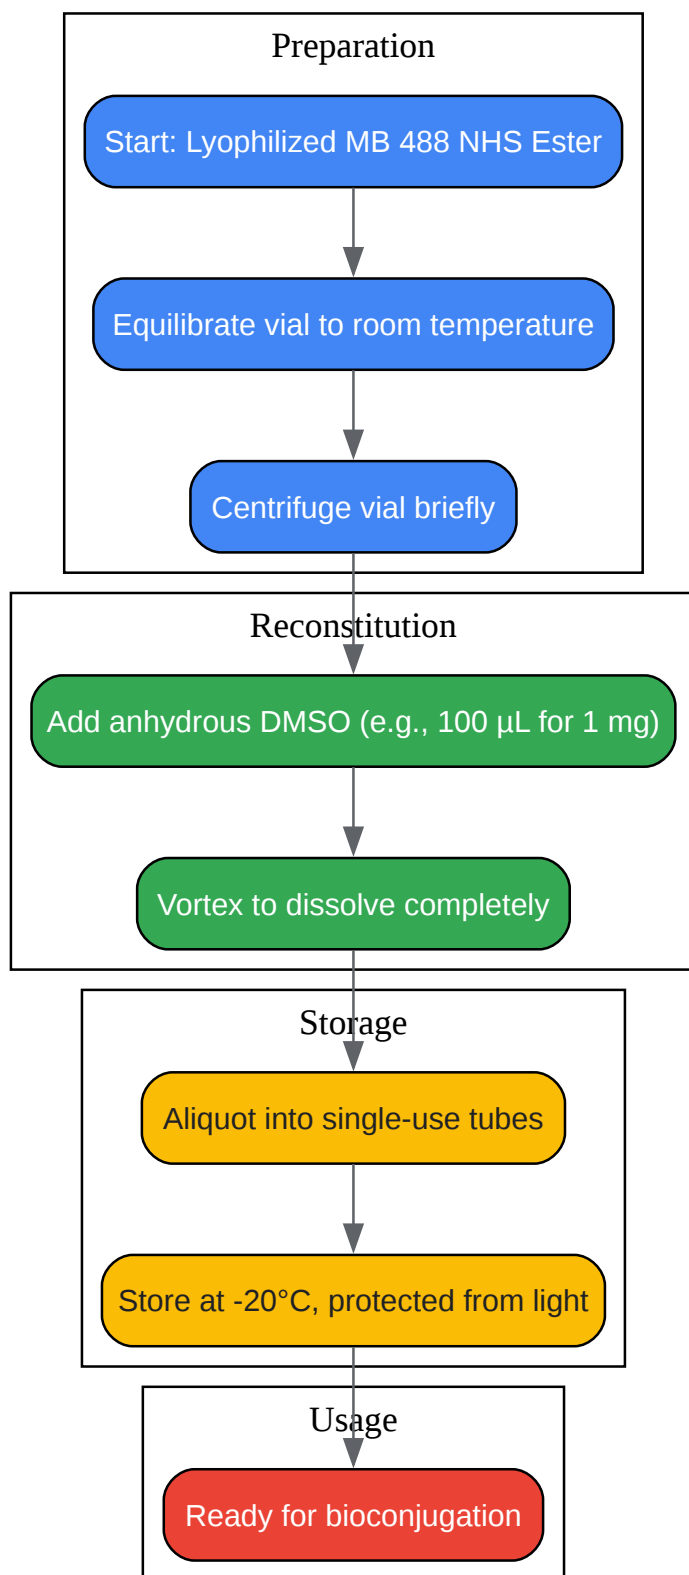 Preparation
Start: Lyophilized MB 488 NHS Ester
Equilibrate vial to room temperature
Centrifuge vial briefly
Reconstitution
Add anhydrous DMSO (e.g., 100 µL for 1 mg)
Vortex to dissolve completely
Storage
Aliquot into single-use tubes
Store at -20°C, protected from light
Usage
Ready for bioconjugation